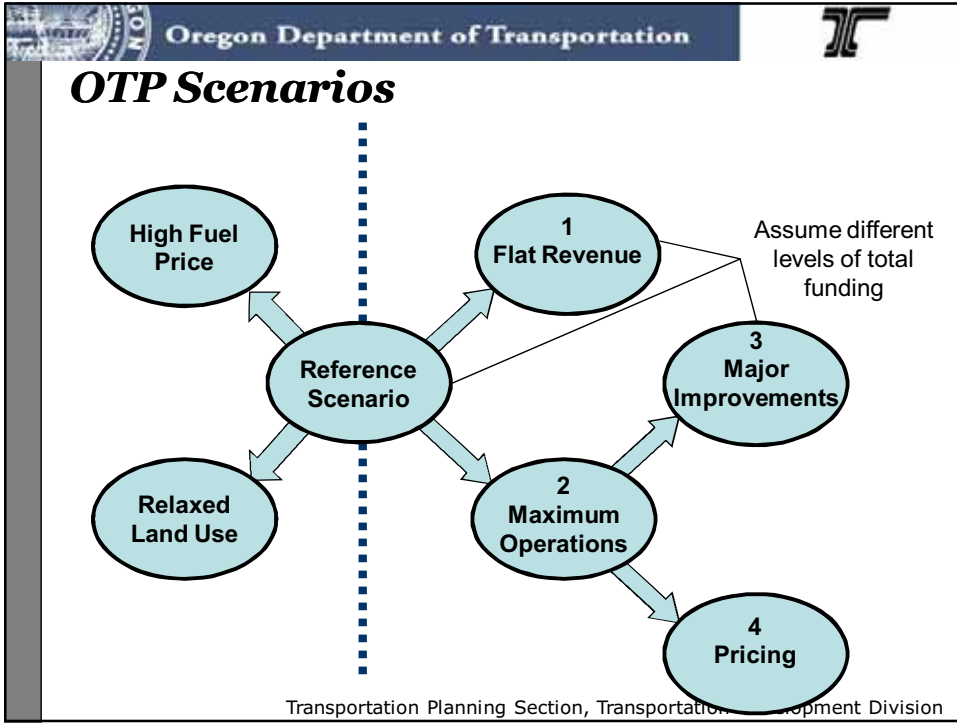 Oregon Department of Transportation
OTP Scenarios
High Fuel
Price
1
Flat Revenue
Assume different
levels of total
funding
Reference
Scenario
3
Major
Improvements
Relaxed
Land Use
2
Maximum
Operations
4
Pricing
Transportation Planning Section, Transportation opment Division